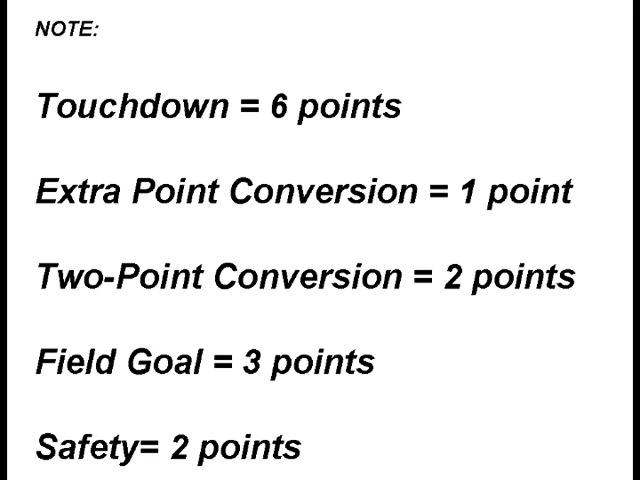 NOTE:
Touchdown = 6 points
Extra Point Conversion = 1 point
Two-Point Conversion = 2 points
Field Goal = 3 points
Safety= 2 points